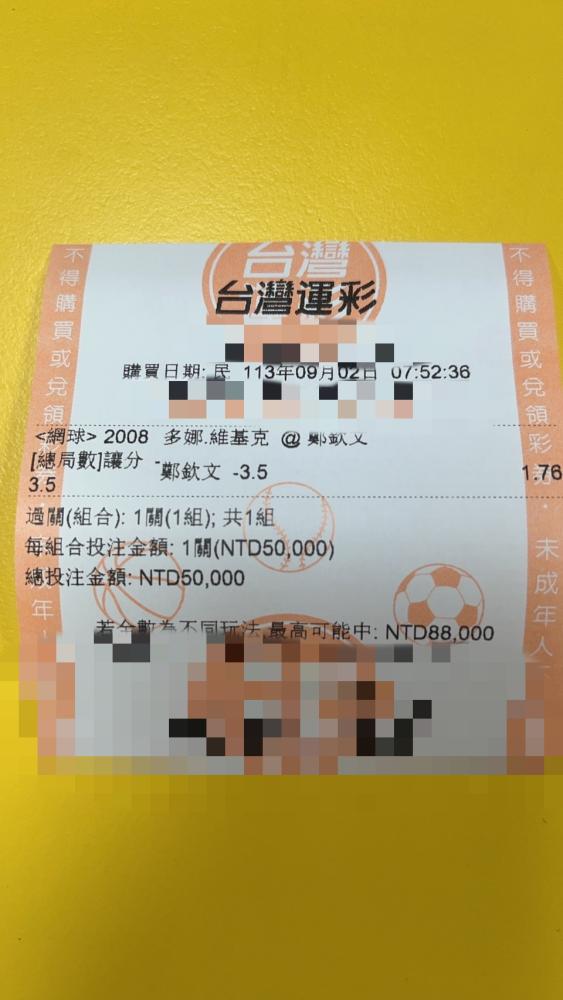 台灣
台灣運彩
購買日期: 民 113年09月02日 07:52:36
<網球> 2008 多娜.維基克 @ 鄭欽文
[總局數]讓分 -3.5 鄭欽文 -3.5 1.76
過關(組合): 1關(1組); 共1組
每組合投注金額: 1關(NTD50,000)
總投注金額: NTD50,000
若全數為不同玩法 最高可能中: NTD88,000
不得購買或兌領彩
年
不得購買或兌領彩券．未成年人